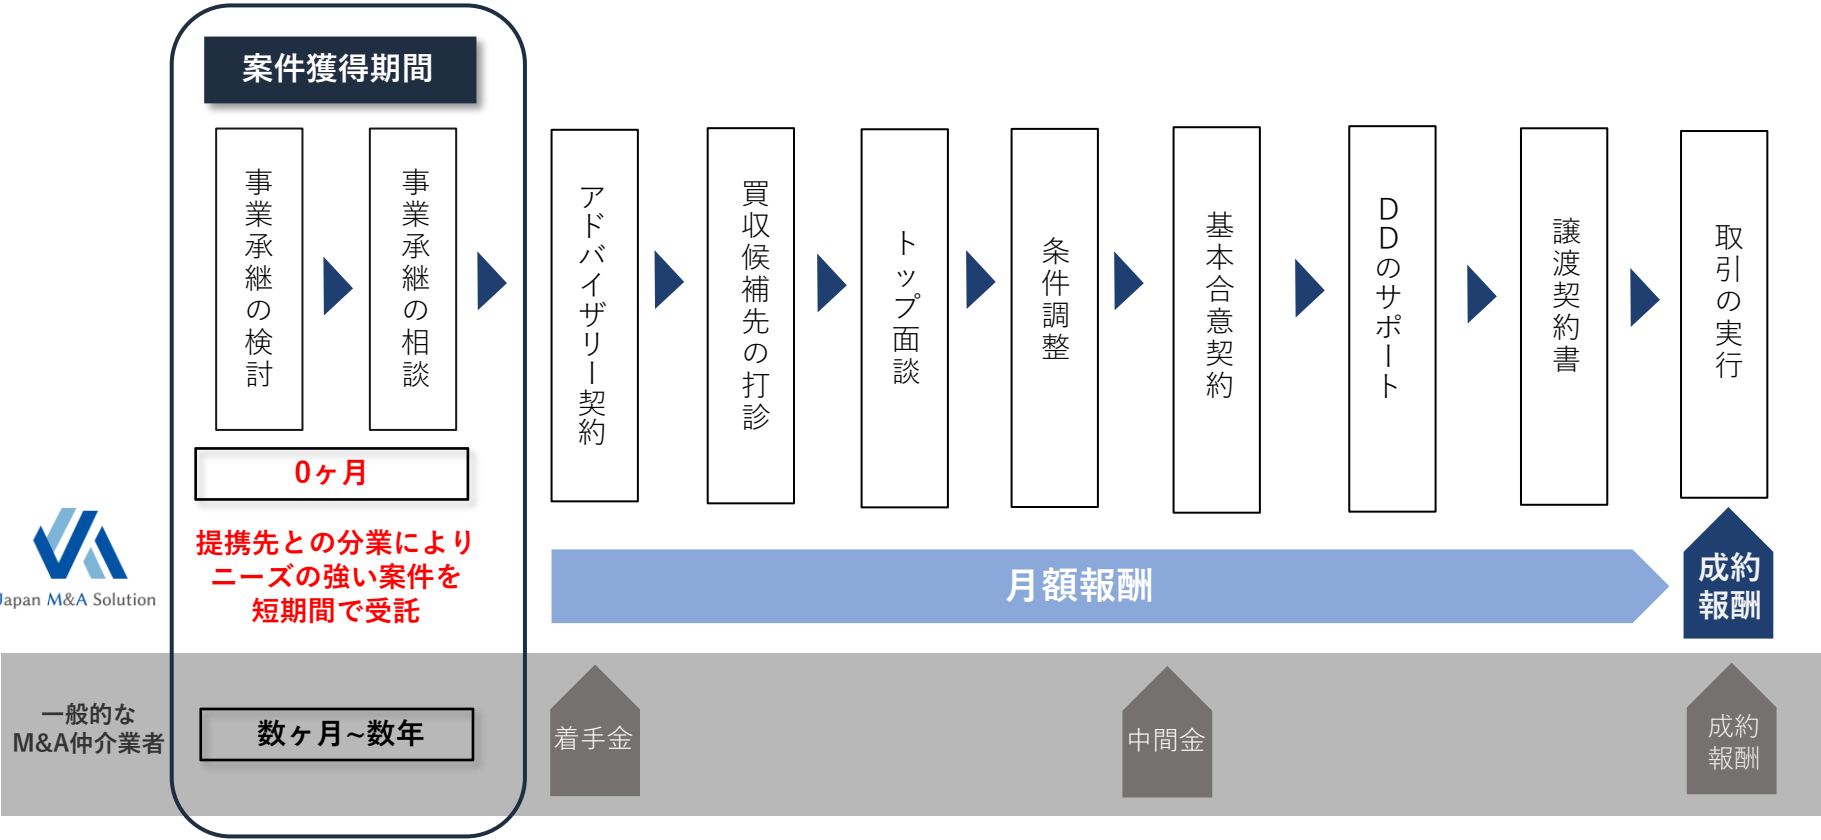 案件獲得期間
事業承継の検討
事業承継の相談
アドバイザリー契約
買収候補先の打診
トップ面談
条件調整
基本合意契約
DDのサポート
譲渡契約書
取引の実行
0ヶ月
提携先との分業により
ニーズの強い案件を
短期間で受託
Japan M&A Solution
月額報酬
成約
報酬
一般的な
M&A仲介業者
数ヶ月~数年
着手金
中間金
成約
報酬